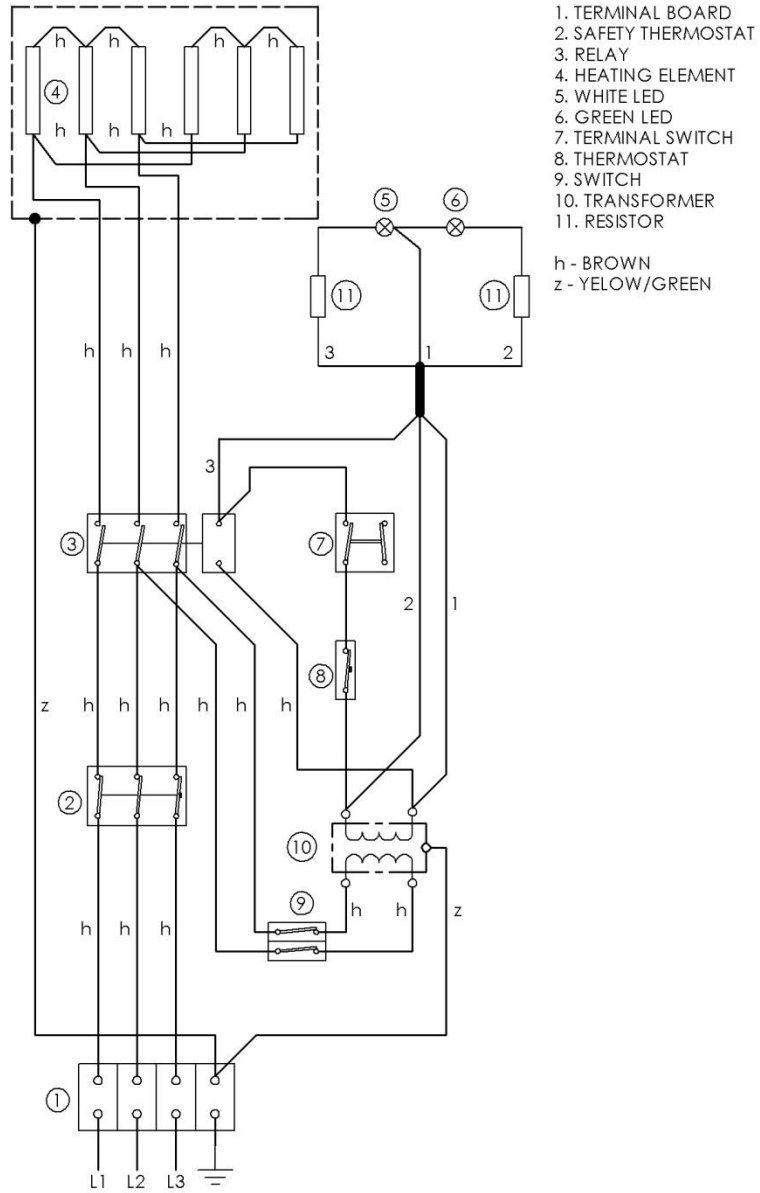 1. TERMINAL BOARD
2. SAFETY THERMOSTAT
3. RELAY
4. HEATING ELEMENT
5. WHITE LED
6. GREEN LED
7. TERMINAL SWITCH
8. THERMOSTAT
9. SWITCH
10. TRANSFORMER
11. RESISTOR
h - BROWN
z - YELOW/GREEN
h h h h
4
h h h
5 6
11 11
3 1 2
h h h
3
3 7
2 1
8
z h h h h h h
2
10
9
h h z
h h h
1
L1 L2 L3